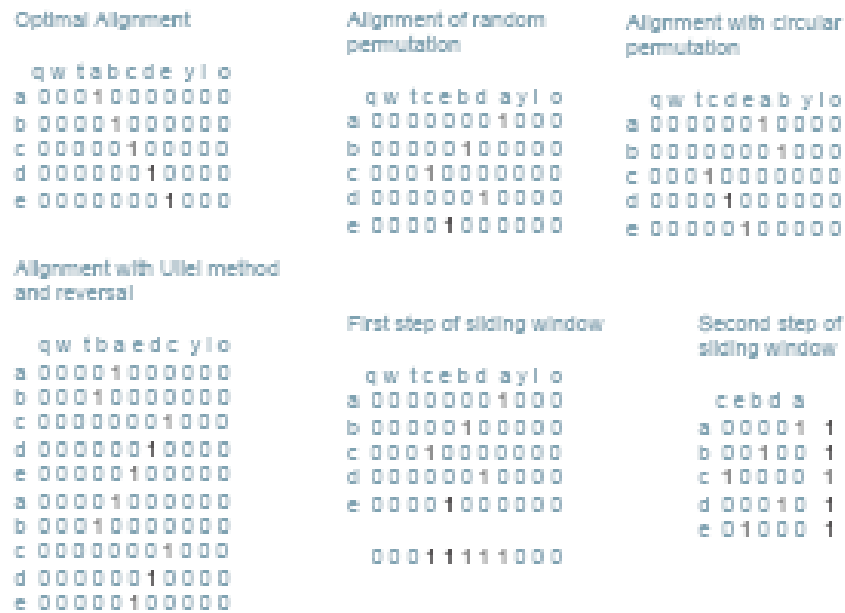 Optimal Alignment
q w t a b c d e y l o
a 0 0 0 1 0 0 0 0 0 0 0
b 0 0 0 0 1 0 0 0 0 0 0
c 0 0 0 0 0 1 0 0 0 0 0
d 0 0 0 0 0 0 1 0 0 0 0
e 0 0 0 0 0 0 0 1 0 0 0
Alignment of random
permutation
q w t c e b d a y l o
a 0 0 0 0 0 0 0 1 0 0 0
b 0 0 0 0 0 1 0 0 0 0 0
c 0 0 0 1 0 0 0 0 0 0 0
d 0 0 0 0 0 0 1 0 0 0 0
e 0 0 0 0 1 0 0 0 0 0 0
Alignment with circular
permutation
q w t c d e a b y l o
a 0 0 0 0 0 0 1 0 0 0 0
b 0 0 0 0 0 0 0 1 0 0 0
c 0 0 0 1 0 0 0 0 0 0 0
d 0 0 0 0 1 0 0 0 0 0 0
e 0 0 0 0 0 1 0 0 0 0 0
Alignment with Uliel method
and reversal
q w t b a e d c y l o
a 0 0 0 0 1 0 0 0 0 0 0
b 0 0 0 1 0 0 0 0 0 0 0
c 0 0 0 0 0 0 0 1 0 0 0
d 0 0 0 0 0 0 1 0 0 0 0
e 0 0 0 0 0 1 0 0 0 0 0
a 0 0 0 0 1 0 0 0 0 0 0
b 0 0 0 1 0 0 0 0 0 0 0
c 0 0 0 0 0 0 0 1 0 0 0
d 0 0 0 0 0 0 1 0 0 0 0
e 0 0 0 0 0 1 0 0 0 0 0
First step of sliding window
q w t c e b d a y l o
a 0 0 0 0 0 0 0 1 0 0 0
b 0 0 0 0 0 1 0 0 0 0 0
c 0 0 0 1 0 0 0 0 0 0 0
d 0 0 0 0 0 0 1 0 0 0 0
e 0 0 0 0 1 0 0 0 0 0 0
0 0 0 1 1 1 1 1 0 0 0
Second step of
sliding window
c e b d a
a 0 0 0 0 1 1
b 0 0 1 0 0 1
c 1 0 0 0 0 1
d 0 0 0 1 0 1
e 0 1 0 0 0 1